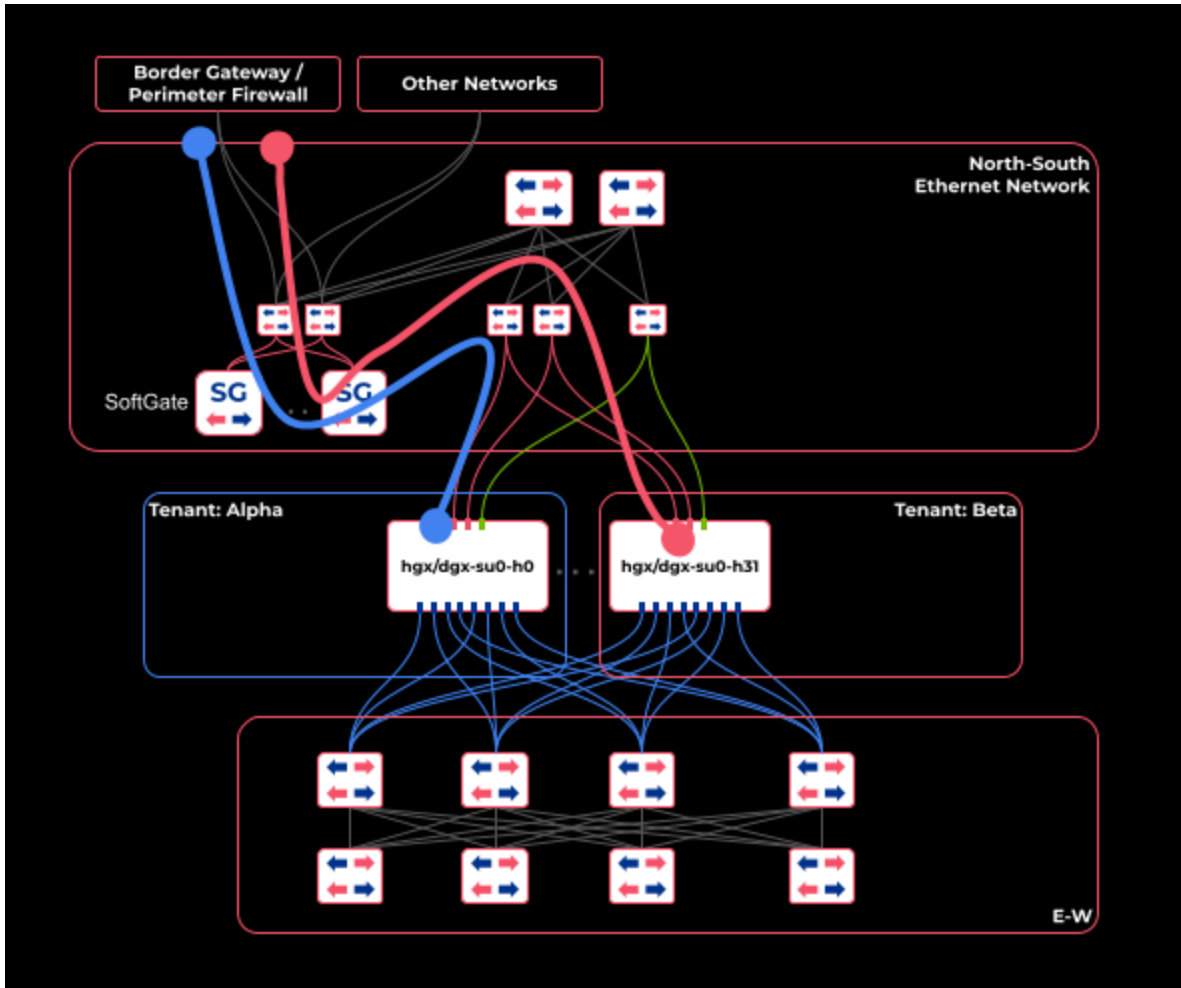 Border Gateway /
Perimeter Firewall
Other Networks
North-South
Ethernet Network
SoftGate
SG
SG
Tenant: Alpha
Tenant: Beta
hgx/dgx-su0-h0
. . .
hgx/dgx-su0-h31
E-W